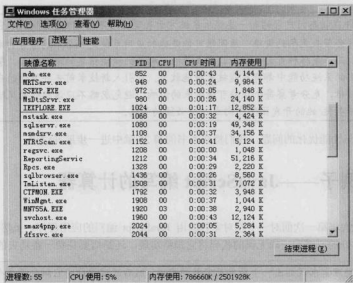 Windows 任务管理器
文件(F) 选项(O) 查看(V) 帮助(H)
应用程序 进程 性能
映像名称 PID CPU CPU 时间 内存使用
mdm.exe 852 00 0:00:43 4,144 K
NRTServ.exe 948 00 0:00:24 9,984 K
SSEXP.EXE 972 00 0:00:05 1,848 K
MsDtsSrvr.exe 980 00 0:00:26 24,140 K
IEXPLORE.EXE 1024 00 0:01:17 12,852 K
mstask.exe 1068 00 0:00:32 4,424 K
sqlservr.exe 1080 00 0:03:19 49,348 K
msmdsrv.exe 1108 00 0:00:37 34,156 K
NTRtScan.exe 1152 00 0:00:41 5,124 K
regsvc.exe 1208 00 0:00:00 1,048 K
ReportingServic 1212 00 0:00:34 51,216 K
Rpcs.exe 1328 00 0:00:29 2,220 K
sqlbrowser.exe 1436 00 0:00:26 8,560 K
TmListen.exe 1508 00 0:00:31 7,072 K
CTFMON.EXE 1792 00 0:00:32 3,948 K
WinMgmt.exe 1908 00 0:00:37 1,044 K
MNTSSA.EXE 1920 00 0:00:33 2,940 K
svchost.exe 1960 00 0:00:43 12,124 K
smax4pnp.exe 2024 00 0:00:05 5,284 K
dfssvc.exe 2044 00 0:00:31 2,364 K
结束进程(E)
进程数: 55 CPU 使用: 5% 内存使用: 786660K / 2501928K